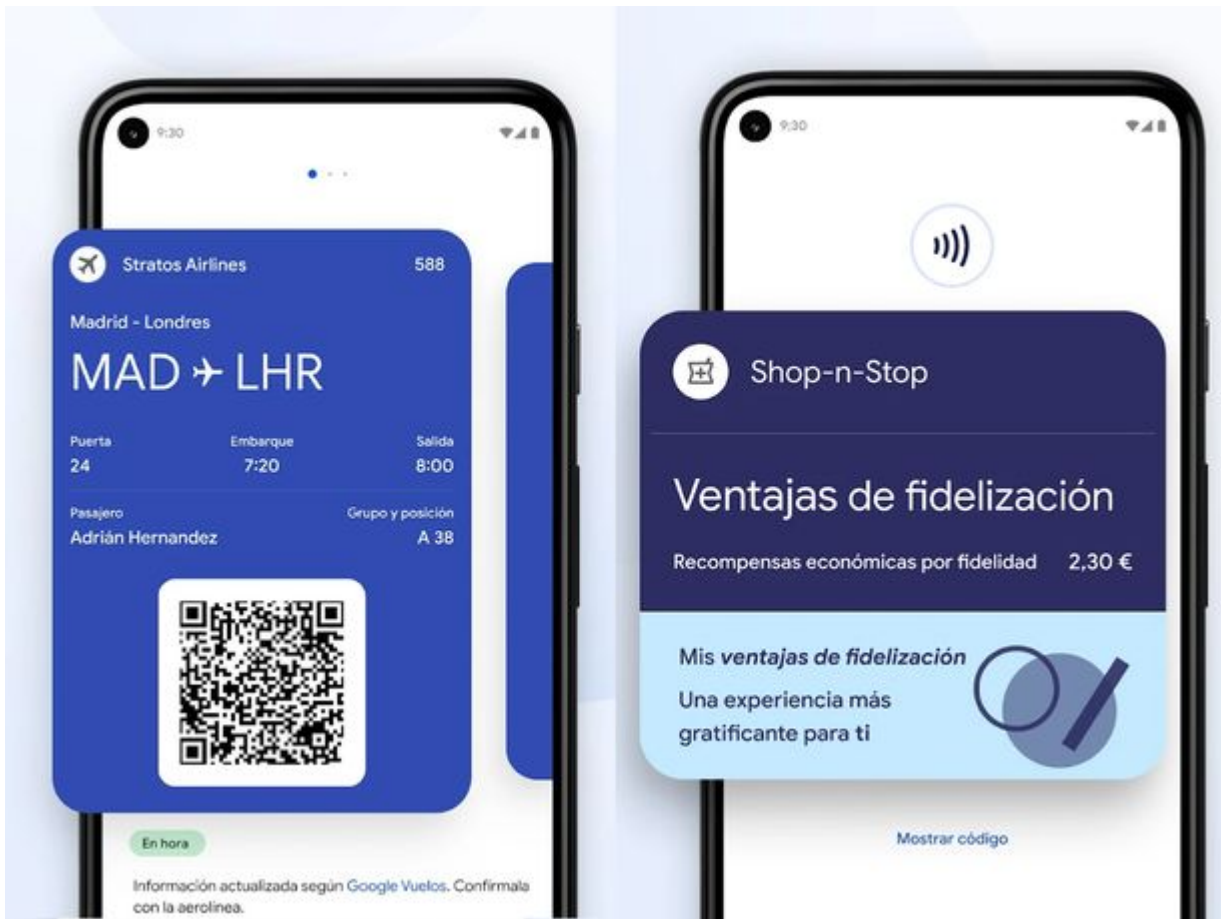 9:30
Stratos Airlines 588
Madrid - Londres
MAD LHR
Puerta Embarque Salida
24 7:20 8:00
Pasajero Grupo y posición
Adrián Hernandez A 38
En hora
Información actualizada según Google Vuelos. Confírmala
con la aerolínea.
9:30
Shop-n-Stop
Ventajas de fidelización
Recompensas económicas por fidelidad 2,30 €
Mis ventajas de fidelización
Una experiencia más
gratificante para ti
Mostrar código